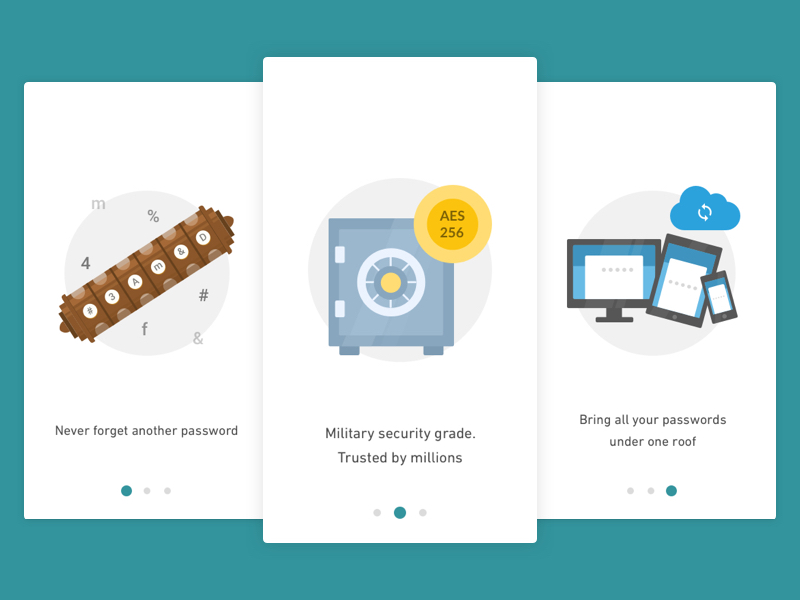 m
%
4
# 3 A m & D
#
f
&
Never forget another password
AES
256
Military security grade.
Trusted by millions
Bring all your passwords
under one roof